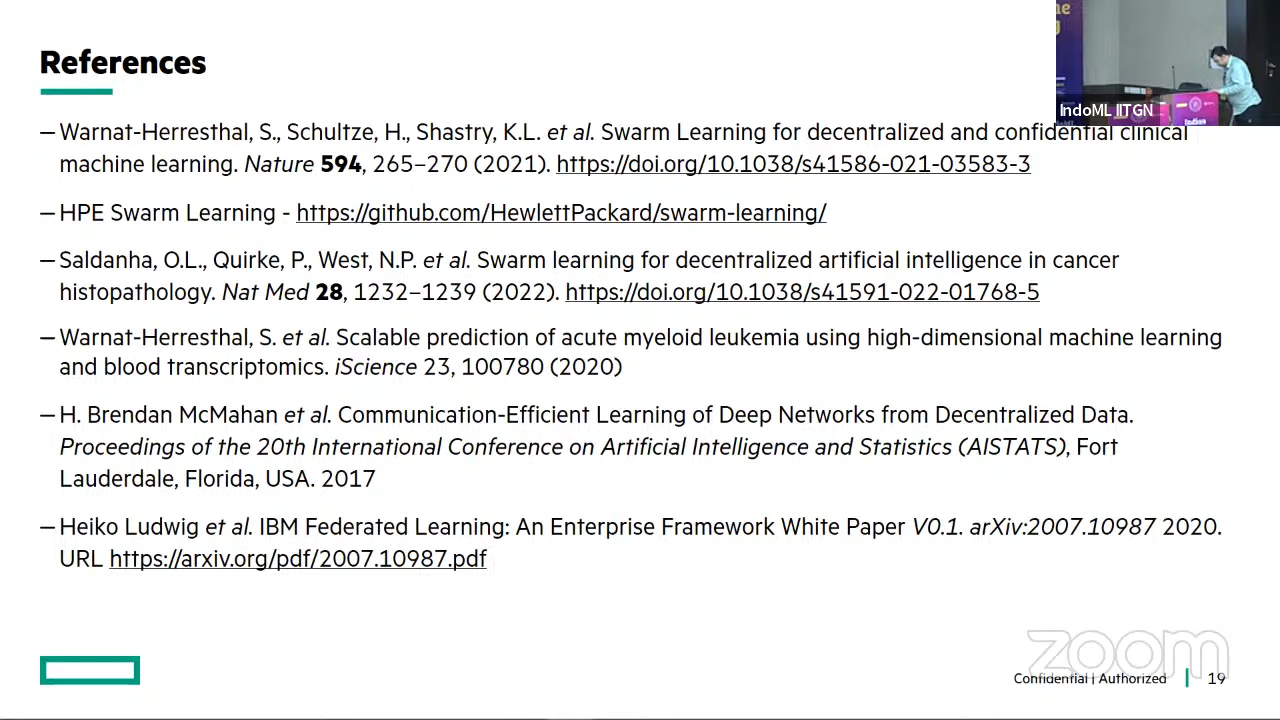 References
IndoML IITGN
— Warnat-Herresthal, S., Schultze, H., Shastry, K.L. et al. Swarm Learning for decentralized and confidential clinical
machine learning. Nature 594, 265–270 (2021). https://doi.org/10.1038/s41586-021-03583-3
— HPE Swarm Learning - https://github.com/HewlettPackard/swarm-learning/
— Saldanha, O.L., Quirke, P., West, N.P. et al. Swarm learning for decentralized artificial intelligence in cancer
histopathology. Nat Med 28, 1232–1239 (2022). https://doi.org/10.1038/s41591-022-01768-5
— Warnat-Herresthal, S. et al. Scalable prediction of acute myeloid leukemia using high-dimensional machine learning
and blood transcriptomics. iScience 23, 100780 (2020)
— H. Brendan McMahan et al. Communication-Efficient Learning of Deep Networks from Decentralized Data.
Proceedings of the 20th International Conference on Artificial Intelligence and Statistics (AISTATS), Fort
Lauderdale, Florida, USA. 2017
— Heiko Ludwig et al. IBM Federated Learning: An Enterprise Framework White Paper V0.1. arXiv:2007.10987 2020.
URL https://arxiv.org/pdf/2007.10987.pdf
zoom
Confidential | Authorized
19